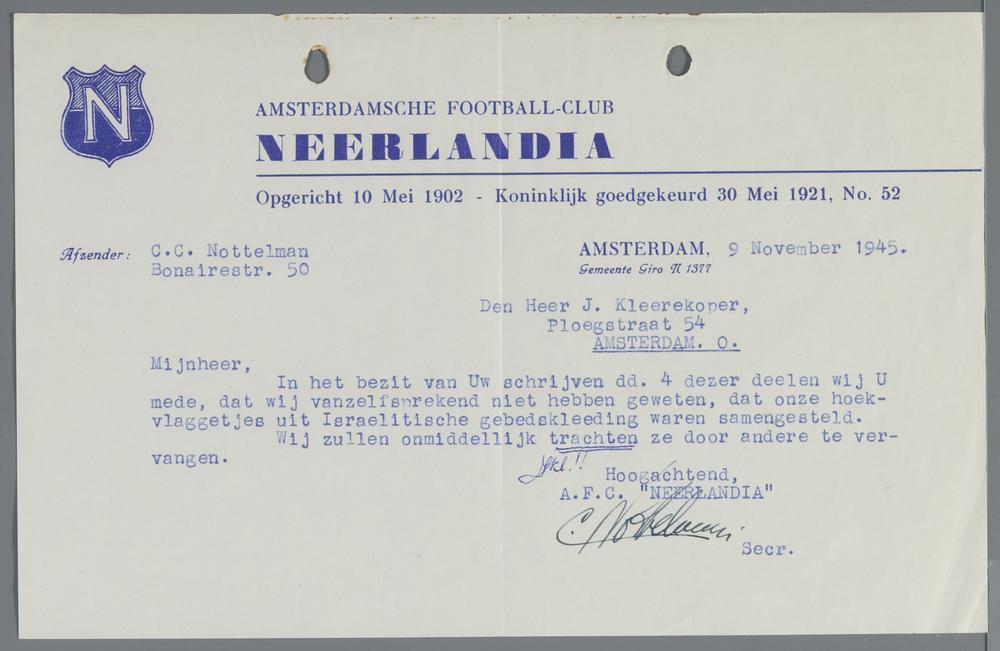 N
AMSTERDAMSCHE FOOTBALL-CLUB
NEERLANDIA
Opgericht 10 Mei 1902 - Koninklijk goedgekeurd 30 Mei 1921, No. 52
Afzender: C.C. Nottelman
Bonairestr. 50
AMSTERDAM, 9 November 1945.
Gemeente Giro N 1377
Den Heer J. Kleerekoper,
Ploegstraat 54
AMSTERDAM. O.
Mijnheer,
In het bezit van Uw schrijven dd. 4 dezer deelen wij U
mede, dat wij vanzelfsprekend niet hebben geweten, dat onze hoek-
vlaggetjes uit Israelitische gebedskleeding waren samengesteld.
Wij zullen onmiddellijk trachten ze door andere te ver-
vangen.
Hoogachtend,
A.F.C. "NEERLANDIA"
C. Nottelman
Secr.